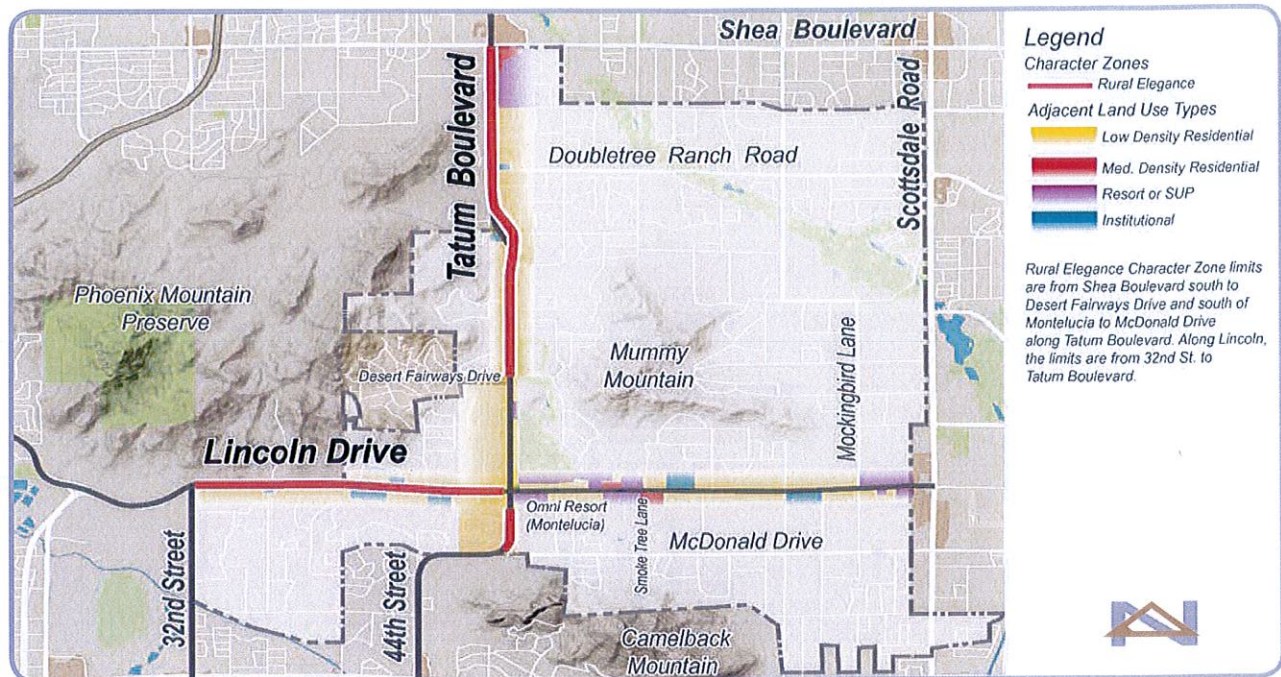 Shea Boulevard
Tatum Boulevard
Scottsdale Road
Doubletree Ranch Road
Phoenix Mountain
Preserve
Mummy
Mountain
Mockingbird Lane
Desert Fairways Drive
Lincoln Drive
Omni Resort
(Montelucia)
Smoke Tree Lane
McDonald Drive
32nd Street
44th Street
Camelback
Mountain
Legend
Character Zones
Rural Elegance
Adjacent Land Use Types
Low Density Residential
Med. Density Residential
Resort or SUP
Institutional
Rural Elegance Character Zone limits
are from Shea Boulevard south to
Desert Fairways Drive and south of
Montelucia to McDonald Drive
along Tatum Boulevard. Along Lincoln,
the limits are from 32nd St. to
Tatum Boulevard.
N